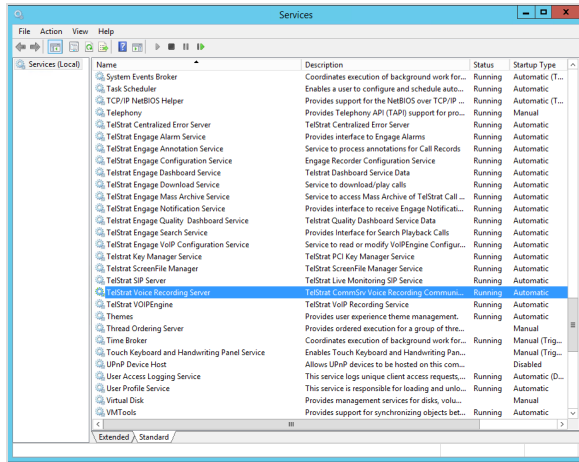 Services
File Action View Help
Services (Local)
Name Description Status Startup Type
System Events Broker Coordinates execution of background work for... Running Automatic (T...
Task Scheduler Enables a user to configure and schedule auto... Running Automatic
TCP/IP NetBIOS Helper Provides support for the NetBIOS over TCP/IP ... Running Automatic (T...
Telephony Provides Telephony API (TAPI) support for pro... Running Manual
TelStrat Centralized Error Server TelStrat Centralized Error Server Running Automatic
TelStrat Engage Alarm Service Provides interface to Engage Alarms Running Automatic
TelStrat Engage Annotation Service Service to process annotations for Call Records Running Automatic
TelStrat Engage Configuration Service Engage Recorder Configuration Service Running Automatic
Telstrat Engage Dashboard Service Telstrat Dashboard Service Data Running Automatic
TelStrat Engage Download Service Service to download/play calls Running Automatic
TelStrat Engage Mass Archive Service Service to access Mass Archive of TelStrat Call ... Running Automatic
TelStrat Engage Notification Service Provides interface to receive Engage Notificati... Running Automatic
Telstrat Engage Quality Dashboard Service Telstrat Quality Dashboard Service Data Running Automatic
TelStrat Engage Search Service Provides Interface for Search Playback Calls Running Automatic
TelStrat Engage VoIP Configuration Service Service to read or modify VoIPEngine Configur... Running Automatic
Telstrat Key Manager Service TelStrat PCI Key Manager Service Running Automatic
Telstrat ScreenFile Manager TelStrat ScreenFile Manager Service Running Automatic
TelStrat SIP Server TelStrat Live Monitoring SIP Service Running Automatic
TelStrat Voice Recording Server TelStrat CommSrv Voice Recording Communi... Running Automatic
TelStrat VOIPEngine TelStrat VoIP Recording Service Running Automatic
Themes Provides user experience theme management. Running Automatic
Thread Ordering Server Provides ordered execution for a group of thre... Manual
Time Broker Coordinates execution of background work for... Running Manual (Trig...
Touch Keyboard and Handwriting Panel Service Enables Touch Keyboard and Handwriting Pan... Manual (Trig...
UPnP Device Host Allows UPnP devices to be hosted on this com... Disabled
User Access Logging Service This service logs unique client access requests,... Running Automatic (D...
User Profile Service This service is responsible for loading and unlo... Running Automatic
Virtual Disk Provides management services for disks, volu... Manual
VMTools Provides support for synchronizing objects bet... Running Automatic
Extended Standard